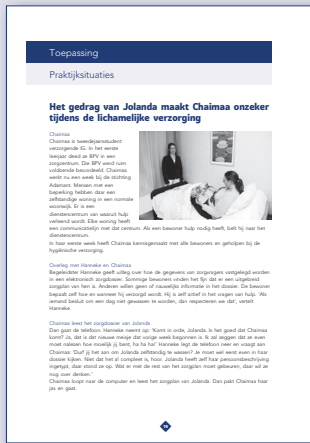 Toepassing
Praktijksituaties
Het gedrag van Jolanda maakt Chaimaa onzeker
tijdens de lichamelijke verzorging
Chaimaa
Chaimaa is tweedejaarsstudent
verzorgende IG. In het eerste
leerjaar deed ze BPV in een
zorgcentrum. Die BPV werd ruim
voldoende beoordeeld. Chaimaa
werkt nu een week bij de stichting
Adamant. Mensen met een
beperking hebben daar een
zelfstandige woning in een normale
woonwijk. Er is een
dienstencentrum van waaruit hulp
verleend wordt. Elke woning heeft
een communicatielijn met dat centrum. Als een bewoner hulp nodig heeft, belt hij naar het
dienstencentrum.
In haar eerste week heeft Chaimaa kennisgemaakt met alle bewoners en geholpen bij de
hygiënische verzorging.
Overleg met Hanneke en Chaimaa
Begeleidster Hanneke geeft uitleg over hoe de gegevens van zorgvragers vastgelegd worden
in een elektronisch zorgdossier. Sommige bewoners vinden het fijn dat er een uitgebreid
zorgplan van hen is. Anderen willen geen of nauwelijks informatie in het dossier. De bewoner
bepaalt zelf hoe en wanneer hij verzorgd wordt. Hij is zelf actief in het vragen van hulp. 'Als
iemand besluit om een dag niet gewassen te worden, dan respecteren we dat', vertelt
Hanneke.
Chaimaa leest het zorgdossier van Jolanda
Dan gaat de telefoon. Hanneke neemt op: 'Komt in orde, Jolanda. Is het goed dat Chaimaa
komt? Ja, dat is dat nieuwe meisje dat vorige week begonnen is. Ik zal zeggen dat ze even
moet nalezen hoe moeilijk jij bent, ha ha ha!' Hanneke legt de telefoon neer en vraagt aan
Chaimaa: 'Durf jij het aan om Jolanda zelfstandig te wassen? Je moet wel eerst even in haar
dossier kijken. Niet dat het al compleet is, hoor. Jolanda heeft zelf haar persoonsbeschrijving
ingetypt, daar stond ze op. Wat er met de rest van het zorgplan moet gebeuren, daar wil ze
nog over denken.'
Chaimaa loopt naar de computer en leest het zorgplan van Jolanda. Dan pakt Chaimaa haar
jas en gaat.